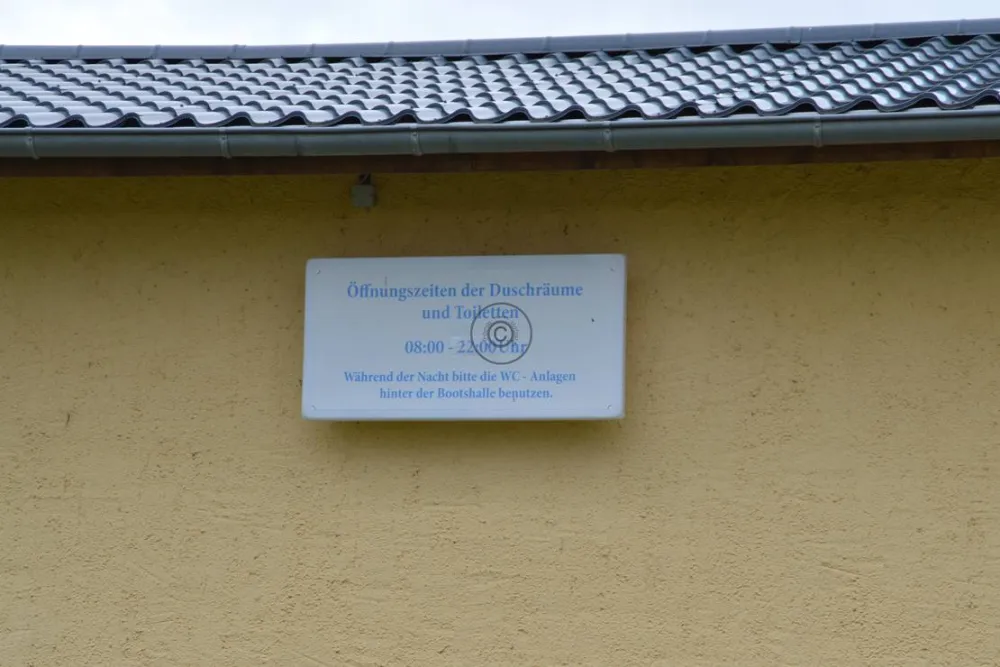 Öffnungszeiten der Duschräume
und Toiletten
08:00 - 22:00 Uhr
Während der Nacht bitte die WC - Anlagen
hinter der Bootshalle benutzen.